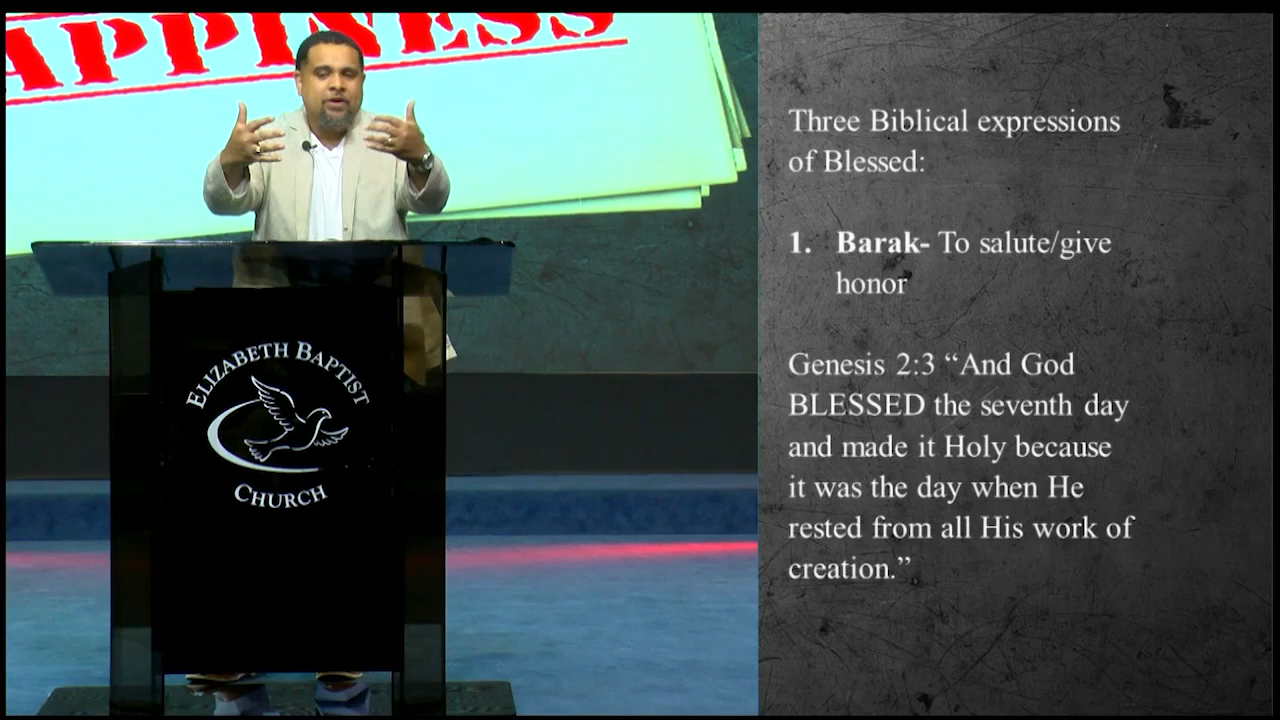 APPINESS
ELIZABETH BAPTIST
CHURCH
Three Biblical expressions
of Blessed:
1. Barak- To salute/give
honor
Genesis 2:3 “And God
BLESSED the seventh day
and made it Holy because
it was the day when He
rested from all His work of
creation.”